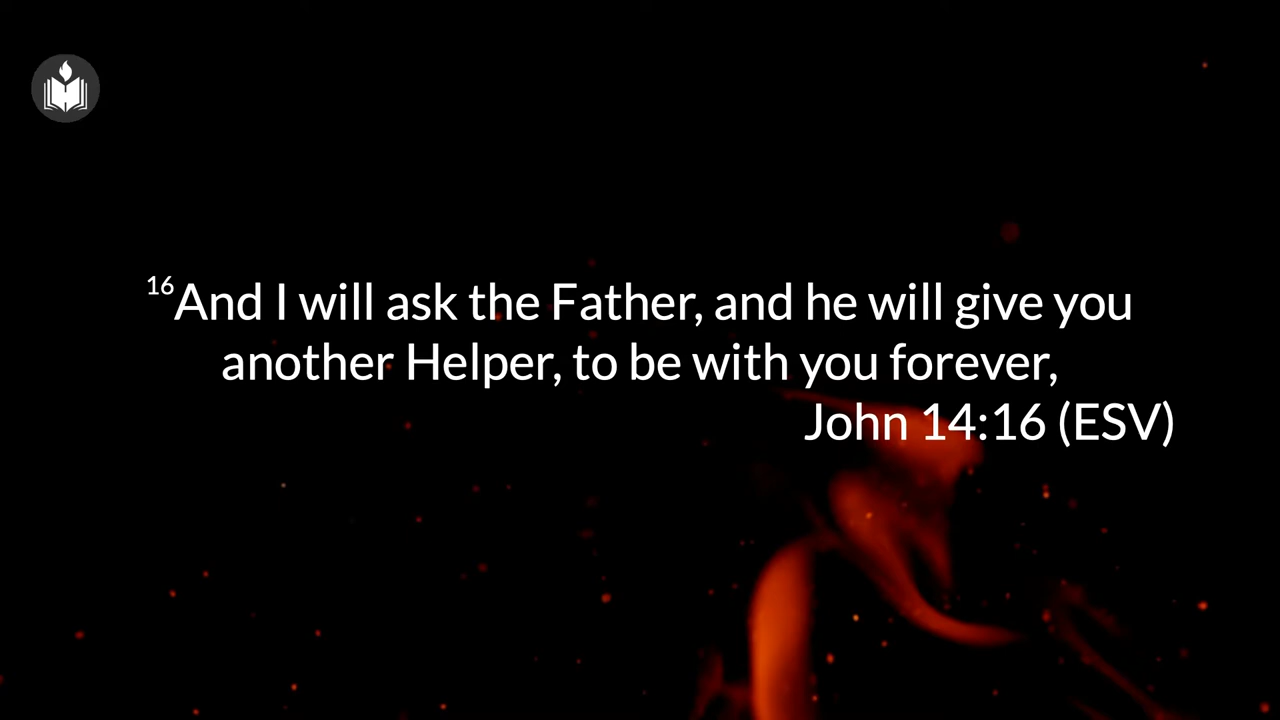 16And I will ask the Father, and he will give you
another Helper, to be with you forever,
John 14:16 (ESV)